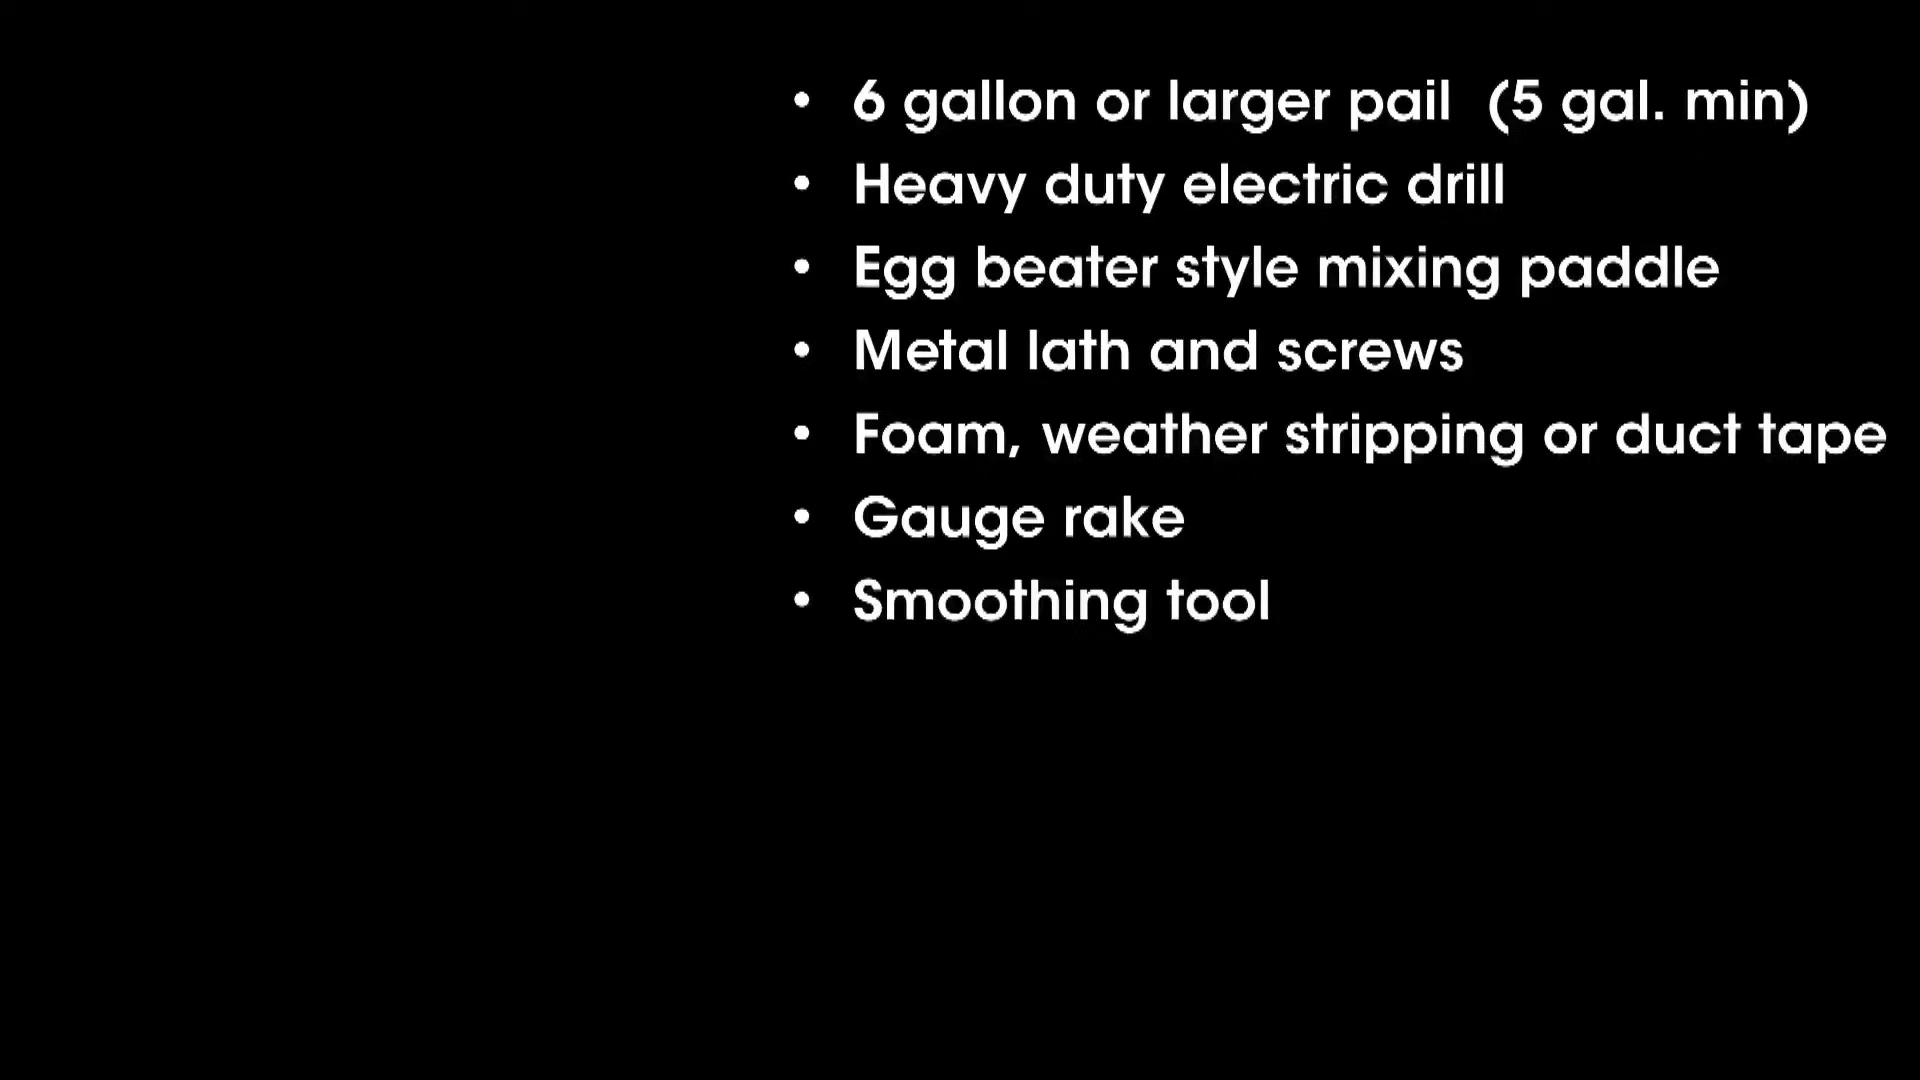 • 6 gallon or larger pail (5 gal. min)
• Heavy duty electric drill
• Egg beater style mixing paddle
• Metal lath and screws
• Foam, weather stripping or duct tape
• Gauge rake
• Smoothing tool